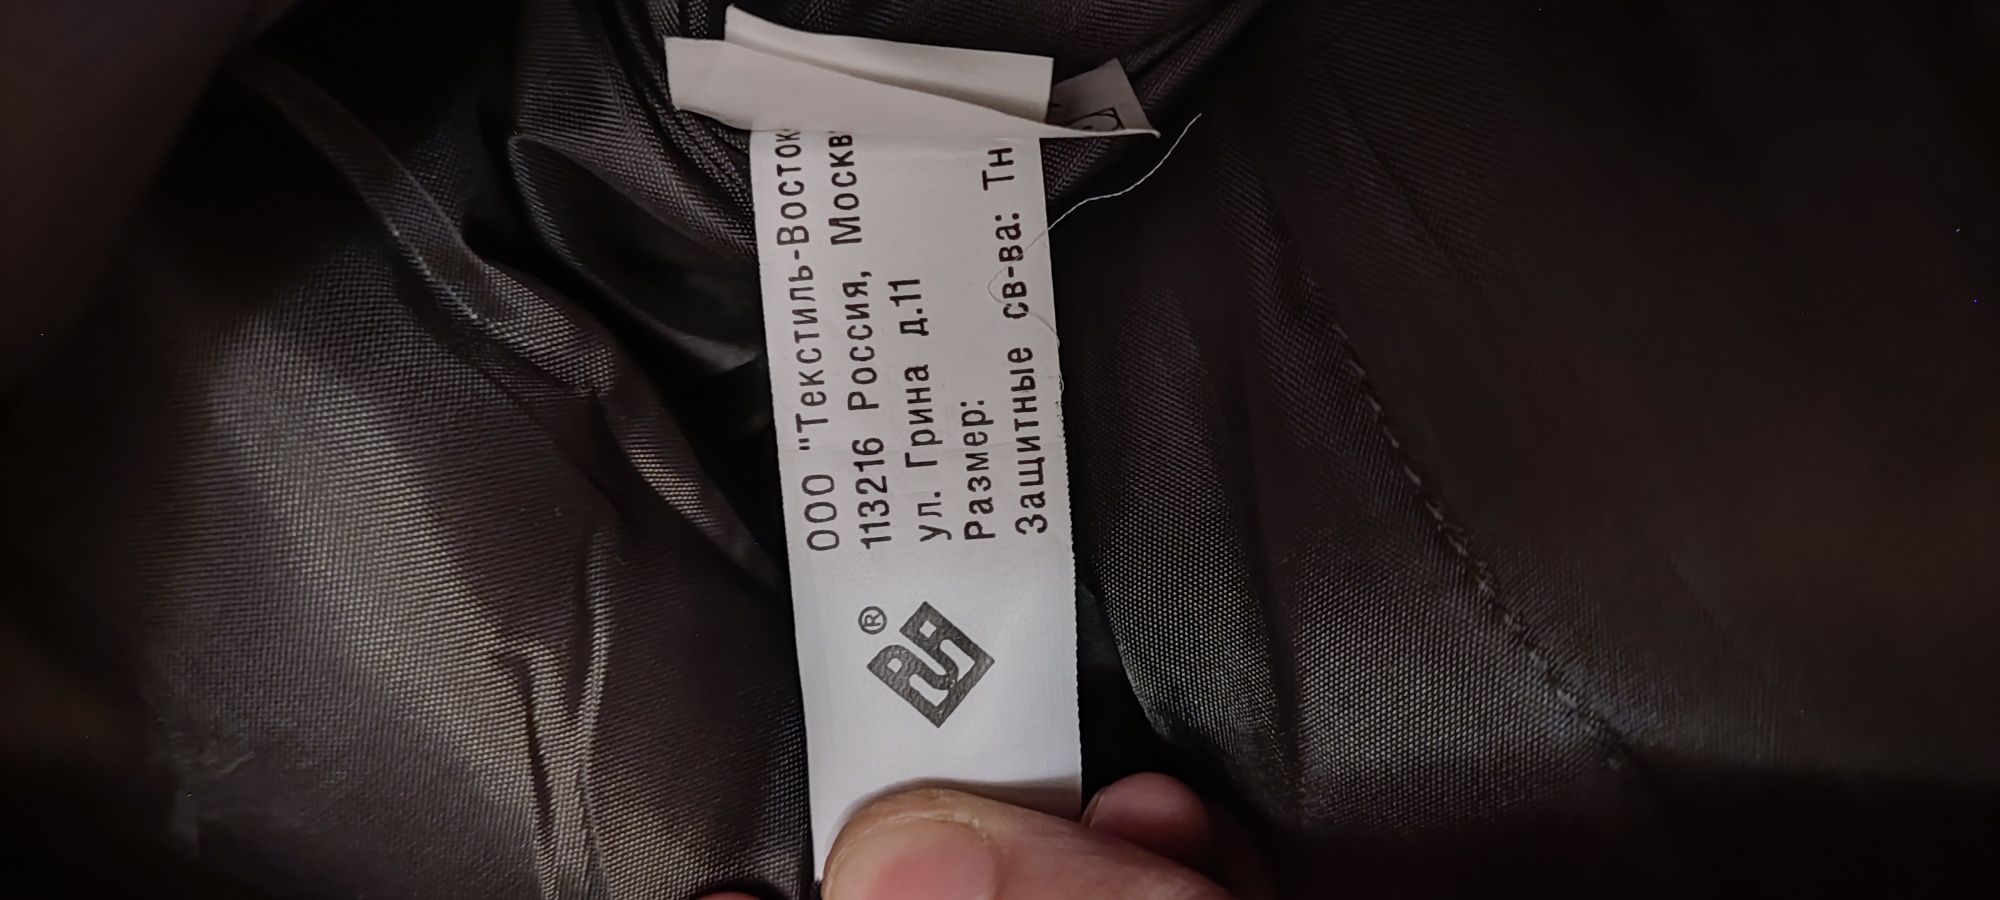 ООО "Текстиль-Восток
113216 Россия, Москв
ул. Грина д.11
Размер:
Защитные св-ва: Тн
®